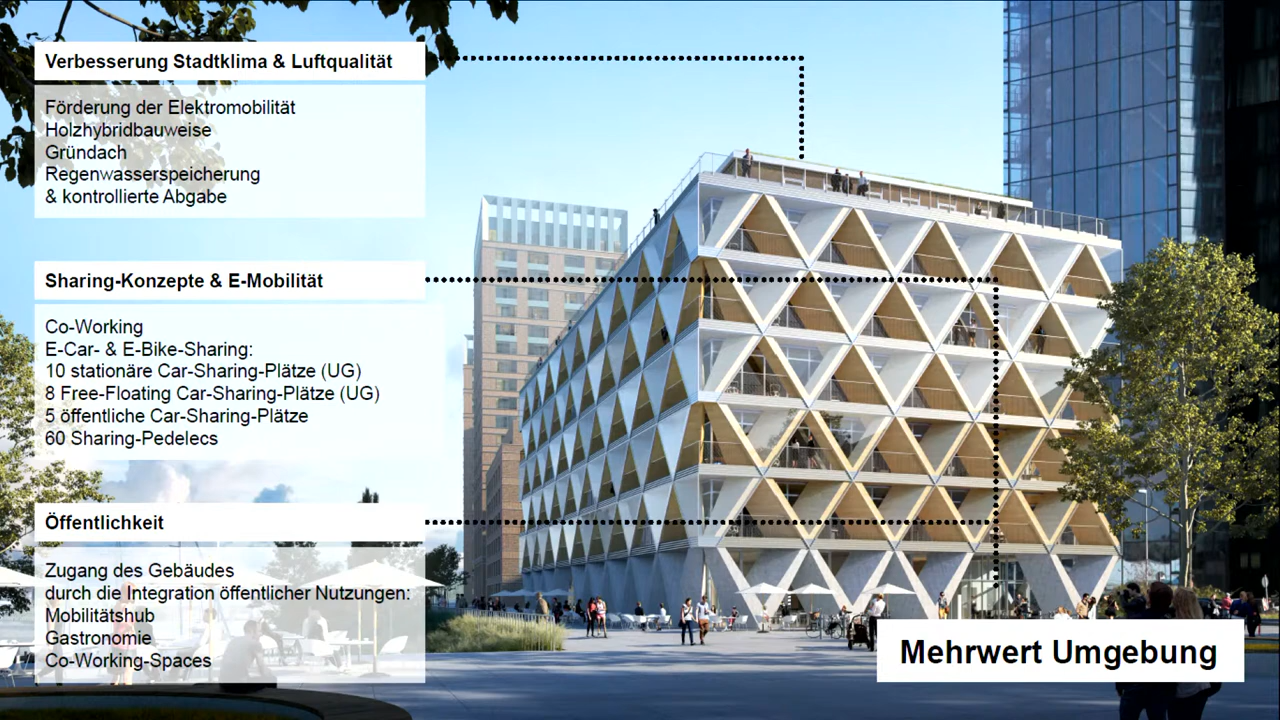 Verbesserung Stadtklima & Luftqualität
Förderung der Elektromobilität
Holzhybridbauweise
Gründach
Regenwasserspeicherung
& kontrollierte Abgabe
Sharing-Konzepte & E-Mobilität
Co-Working
E-Car- & E-Bike-Sharing:
10 stationäre Car-Sharing-Plätze (UG)
8 Free-Floating Car-Sharing-Plätze (UG)
5 öffentliche Car-Sharing-Plätze
60 Sharing-Pedelecs
Öffentlichkeit
Zugang des Gebäudes
durch die Integration öffentlicher Nutzungen:
Mobilitätshub
Gastronomie
Co-Working-Spaces
Mehrwert Umgebung